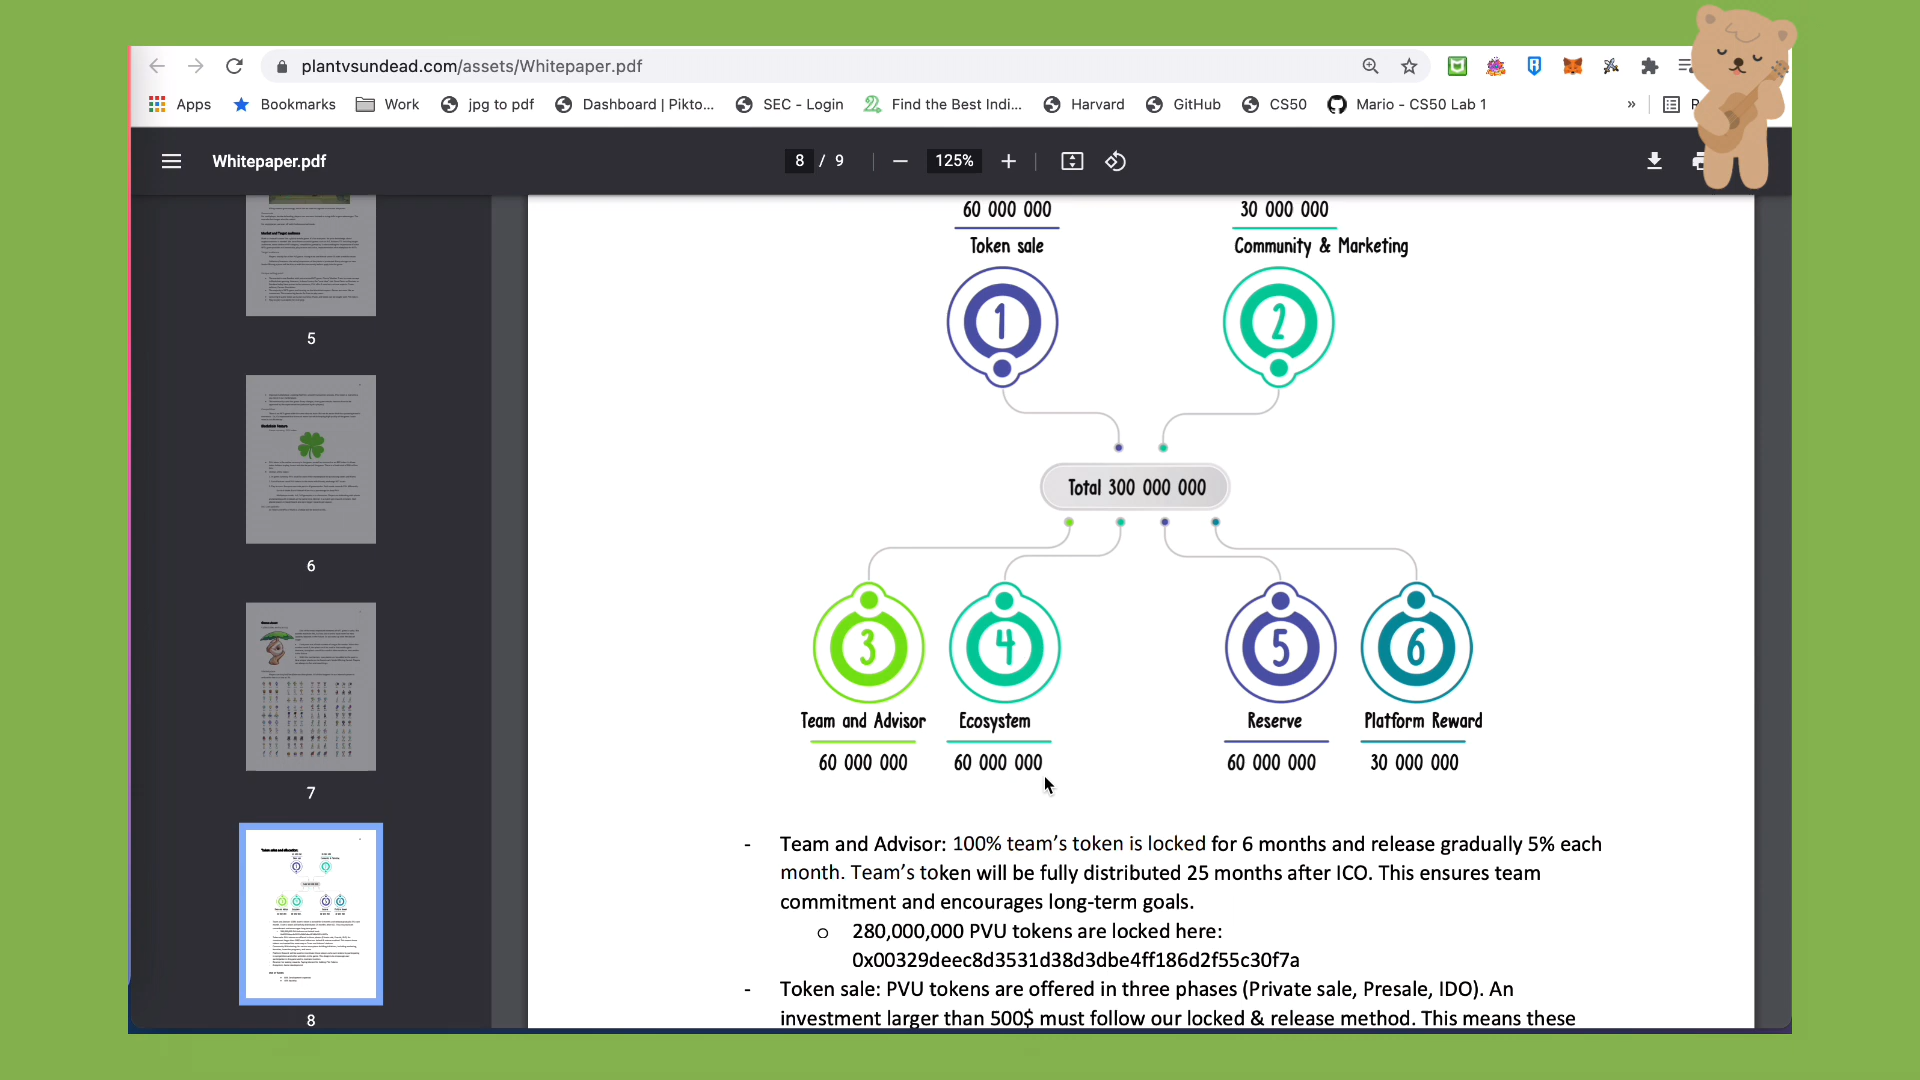 plantvsundead.com/assets/Whitepaper.pdf
Apps Bookmarks Work jpg to pdf Dashboard | Pikto... SEC - Login Find the Best Indi... Harvard GitHub CS50 Mario - CS50 Lab 1 »
Whitepaper.pdf 8 / 9 125%
5
6
7
8
60 000 000 30 000 000
Token sale Community & Marketing
1 2
Total 300 000 000
3 4 5 6
Team and Advisor Ecosystem Reserve Platform Reward
60 000 000 60 000 000 60 000 000 30 000 000
- Team and Advisor: 100% team's token is locked for 6 months and release gradually 5% each
month. Team's token will be fully distributed 25 months after ICO. This ensures team
commitment and encourages long-term goals.
o 280,000,000 PVU tokens are locked here:
0x00329deec8d3531d38d3dbe4ff186d2f55c30f7a
- Token sale: PVU tokens are offered in three phases (Private sale, Presale, IDO). An
investment larger than 500$ must follow our locked & release method. This means these